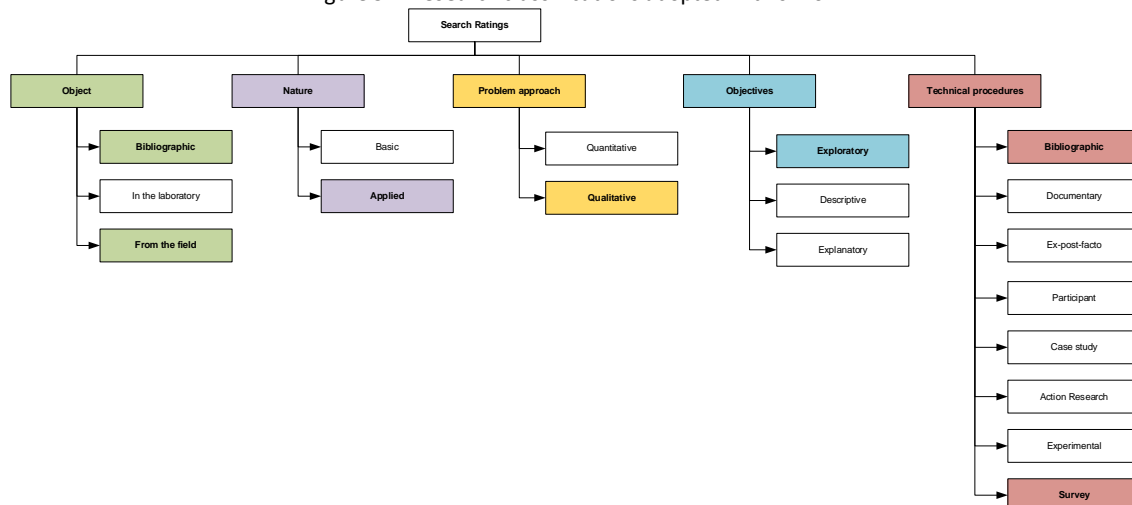 Search Ratings
Object
Nature
Problem approach
Objectives
Technical procedures
Bibliographic
In the laboratory
From the field
Basic
Applied
Quantitative
Qualitative
Exploratory
Descriptive
Explanatory
Bibliographic
Documentary
Ex-post-facto
Participant
Case study
Action Research
Experimental
Survey